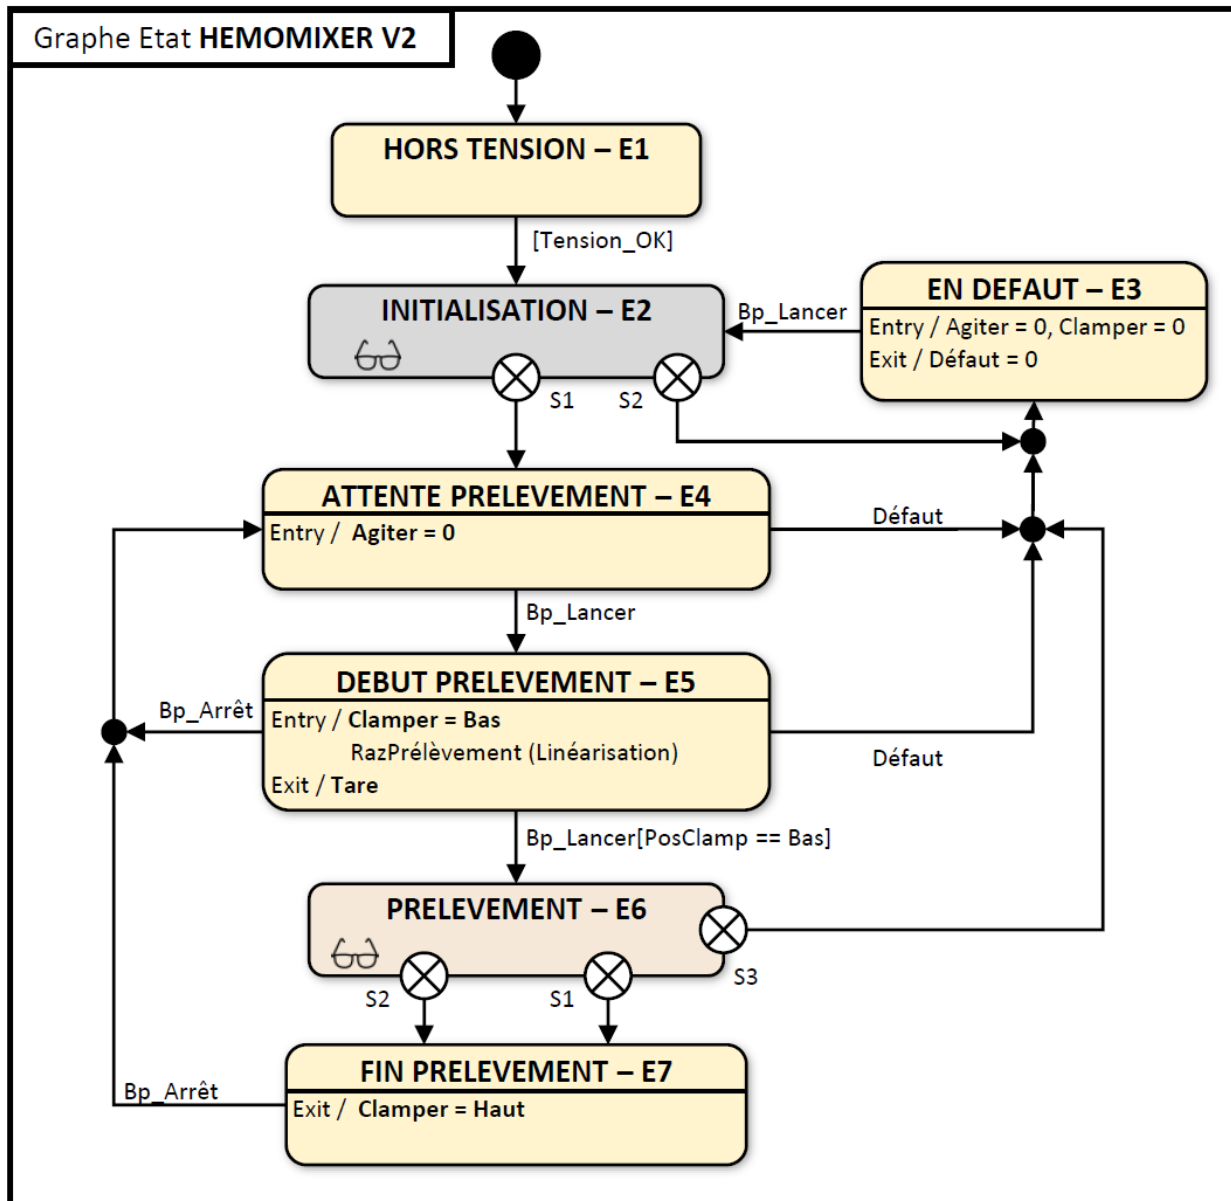 Graphe Etat HEMOMIXER V2
HORS TENSION – E1
[Tension_OK]
INITIALISATION – E2
S1
S2
Bp_Lancer
EN DEFAUT – E3
Entry / Agiter = 0, Clamper = 0
Exit / Défaut = 0
ATTENTE PRELEVEMENT – E4
Entry / Agiter = 0
Défaut
Bp_Lancer
DEBUT PRELEVEMENT – E5
Entry / Clamper = Bas
RazPrélèvement (Linéarisation)
Exit / Tare
Bp_Arrêt
Défaut
Bp_Lancer[PosClamp == Bas]
PRELEVEMENT – E6
S2
S1
S3
FIN PRELEVEMENT – E7
Exit / Clamper = Haut
Bp_Arrêt